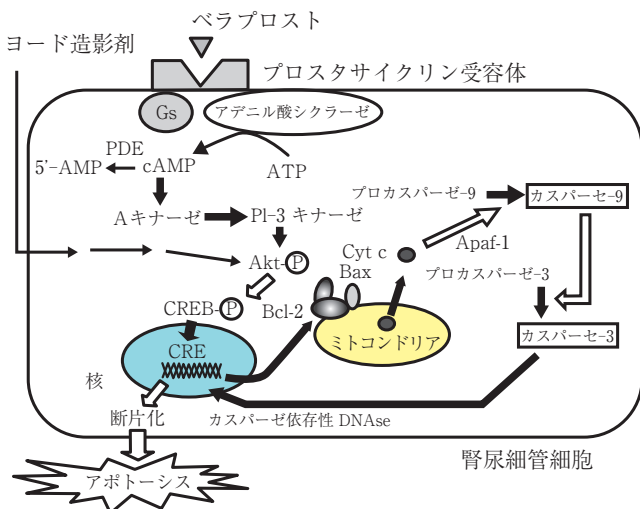 ベラプロスト
ヨード造影剤
プロスタサイクリン受容体
Gs
アデニル酸シクラーゼ
PDE
5'-AMP
cAMP
ATP
Aキナーゼ
Pl-3 キナーゼ
プロカスパーゼ-9
カスパーセ-9
Apaf-1
Cyt c
Bax
Akt-P
プロカスパーゼ-3
CREB-P
Bcl-2
CRE
ミトコンドリア
カスパーセ-3
核
断片化
カスパーゼ依存性 DNAse
腎尿細管細胞
アポトーシス